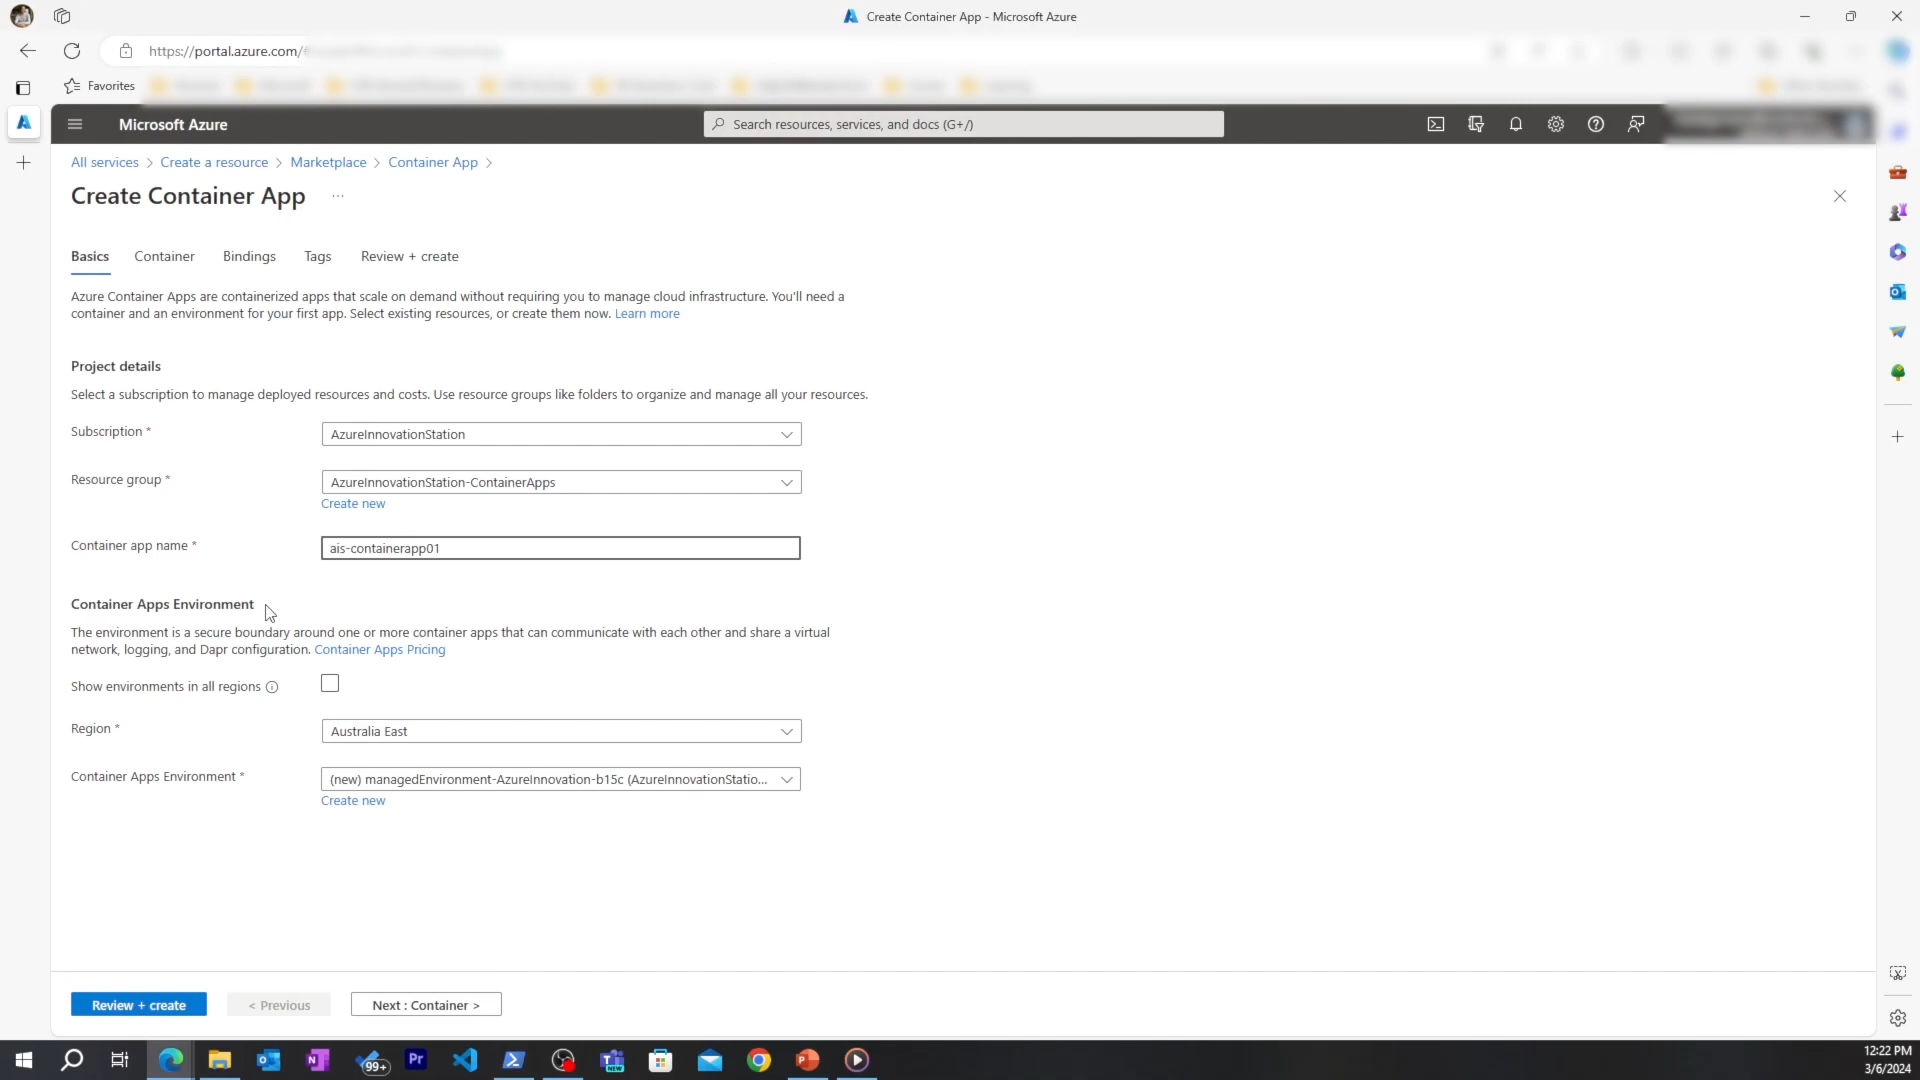 Create Container App - Microsoft Azure
https://portal.azure.com/#
Favorites
Microsoft Azure
Search resources, services, and docs (G+/)
All services > Create a resource > Marketplace > Container App >
Create Container App ...
Basics Container Bindings Tags Review + create
Azure Container Apps are containerized apps that scale on demand without requiring you to manage cloud infrastructure. You'll need a
container and an environment for your first app. Select existing resources, or create them now. Learn more
Project details
Select a subscription to manage deployed resources and costs. Use resource groups like folders to organize and manage all your resources.
Subscription *
AzureInnovationStation
Resource group *
AzureInnovationStation-ContainerApps
Create new
Container app name *
ais-containerapp01
Container Apps Environment
The environment is a secure boundary around one or more container apps that can communicate with each other and share a virtual
network, logging, and Dapr configuration. Container Apps Pricing
Show environments in all regions
Region *
Australia East
Container Apps Environment *
(new) managedEnvironment-AzureInnovation-b15c (AzureInnovationStatio...
Create new
Review + create
< Previous
Next : Container >
99+
Pr
NEW
12:22 PM
3/6/2024